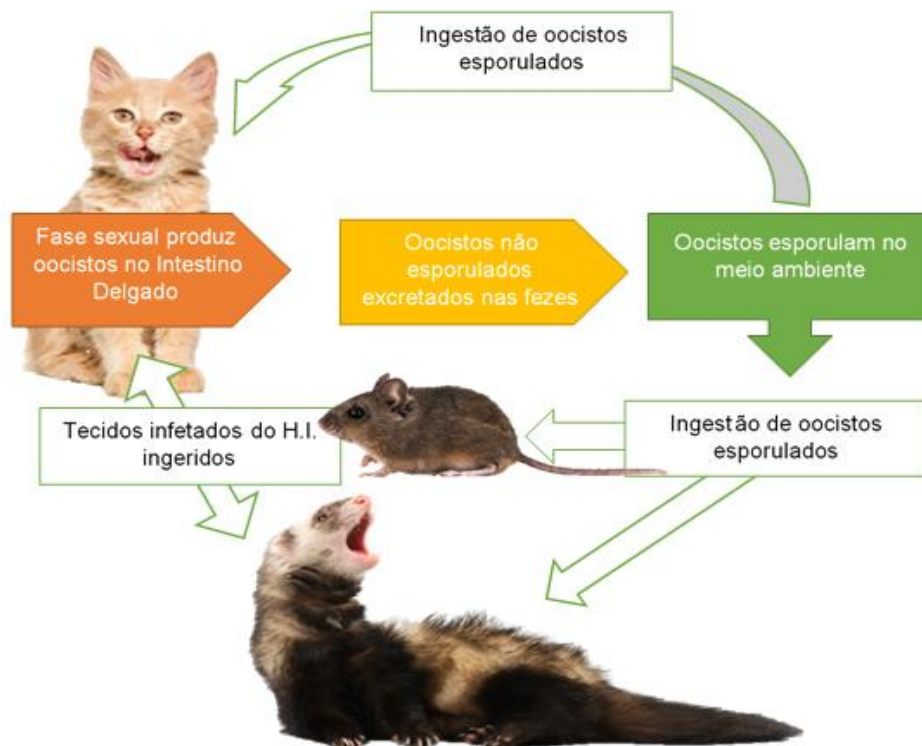 Ingestão de oocistos
esporulados
Fase sexual produz
oocistos no Intestino
Delgado
Oocistos não
esporulados
excretados nas fezes
Oocistos esporulam no
meio ambiente
Tecidos infetados do H.I.
ingeridos
Ingestão de oocistos
esporulados